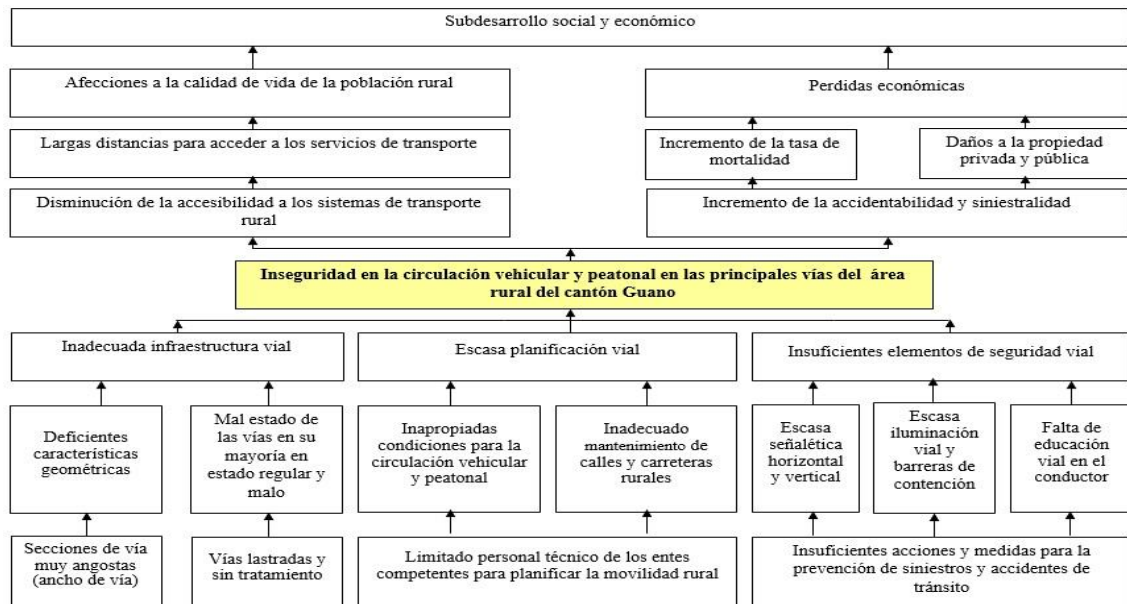 Subdesarrollo social y económico
Afecciones a la calidad de vida de la población rural
Perdidas económicas
Largas distancias para acceder a los servicios de transporte
Incremento de la tasa de
mortalidad
Daños a la propiedad
privada y pública
Disminución de la accesibilidad a los sistemas de transporte
rural
Incremento de la accidentabilidad y siniestralidad
Inseguridad en la circulación vehicular y peatonal en las principales vías del área
rural del cantón Guano
Inadecuada infraestructura vial
Escasa planificación vial
Insuficientes elementos de seguridad vial
Deficientes
características
geométricas
Mal estado de
las vías en su
mayoría en
estado regular y
malo
Inapropiadas
condiciones para la
circulación vehicular
y peatonal
Inadecuado
mantenimiento de
calles y carreteras
rurales
Escasa
señalética
horizontal
y vertical
Escasa
iluminación
vial y
barreras de
contención
Falta de
educación
vial en el
conductor
Secciones de vía
muy angostas
(ancho de vía)
Vías lastradas y
sin tratamiento
Limitado personal técnico de los entes
competentes para planificar la movilidad rural
Insuficientes acciones y medidas para la
prevención de siniestros y accidentes de
tránsito